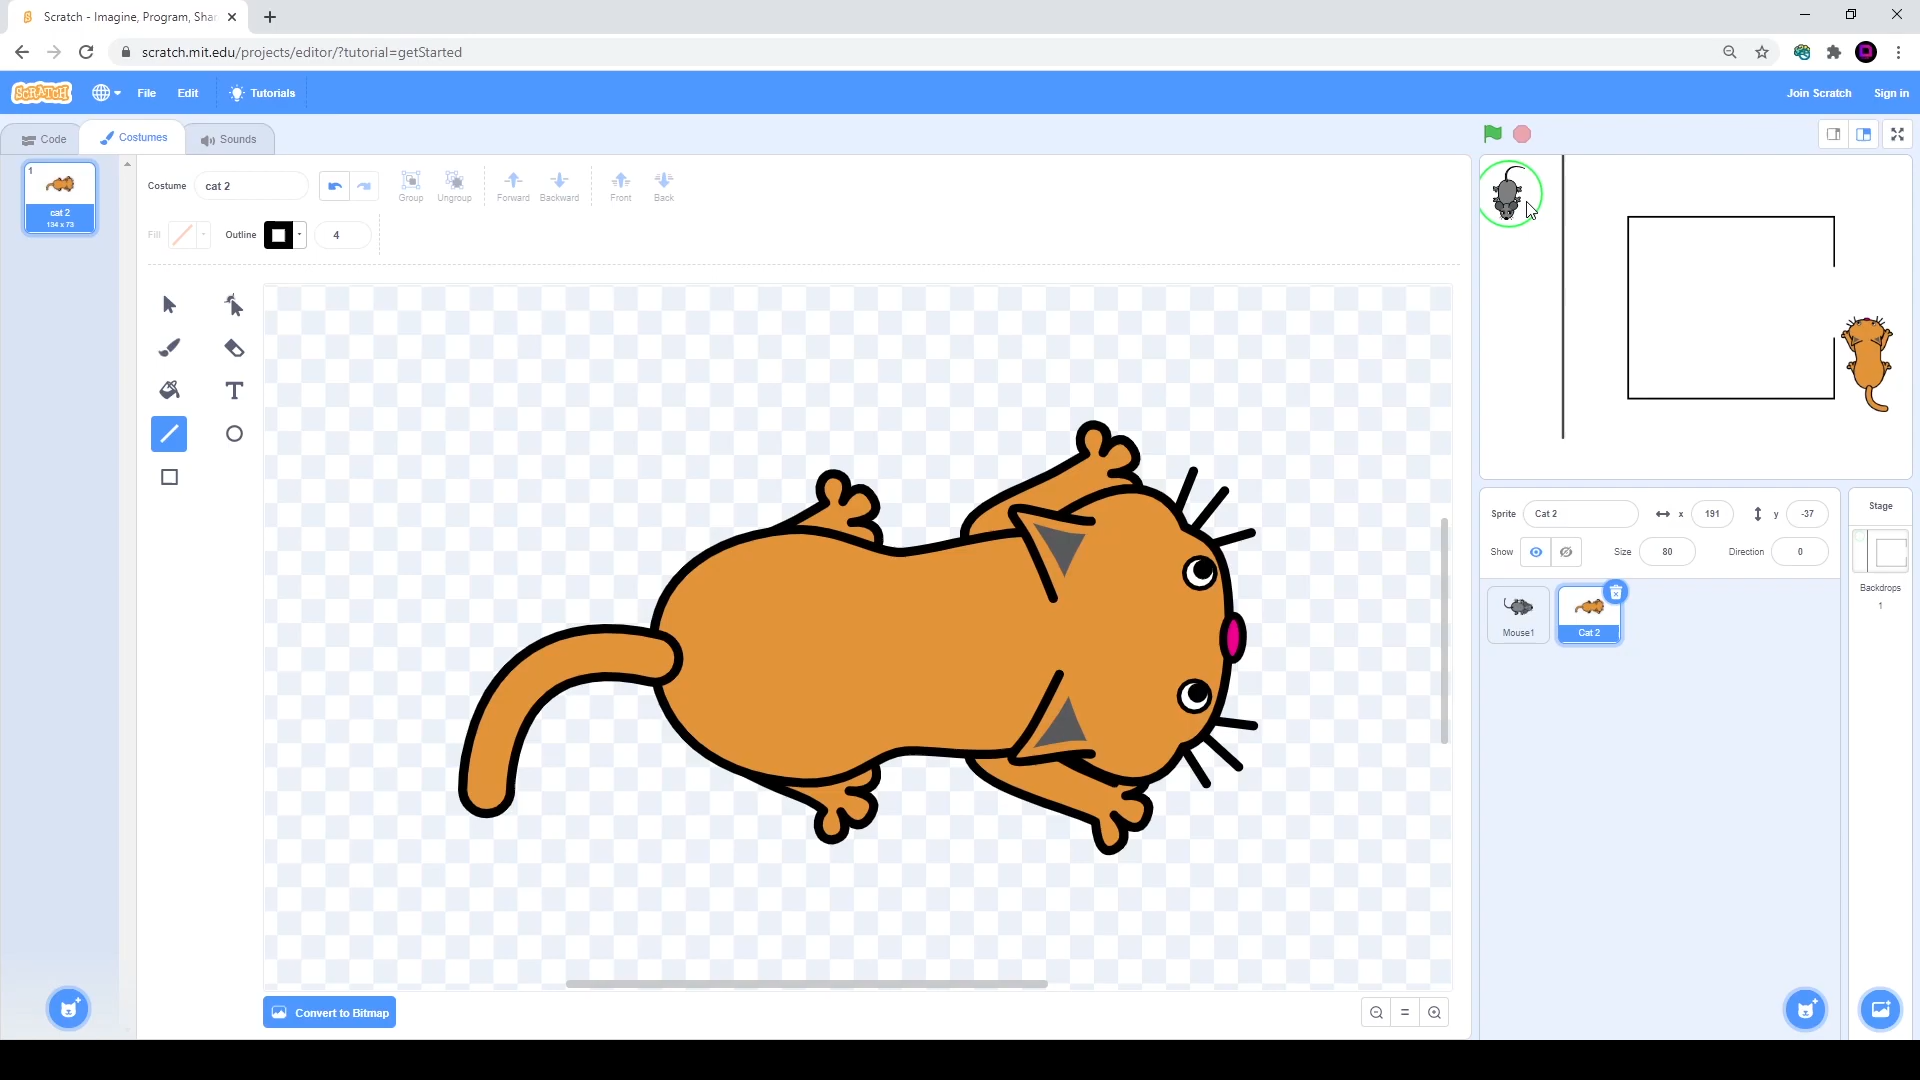 Scratch - Imagine, Program, Shar
scratch.mit.edu/projects/editor/?tutorial=getStarted
SCRATCH
File
Edit
Tutorials
Join Scratch
Sign in
Code
Costumes
Sounds
1
cat 2
134 x 73
Costume
cat 2
Group
Ungroup
Forward
Backward
Front
Back
Fill
Outline
4
T
Convert to Bitmap
Sprite
Cat 2
x
191
y
-37
Show
Size
80
Direction
0
Stage
Backdrops
1
Mouse1
Cat 2